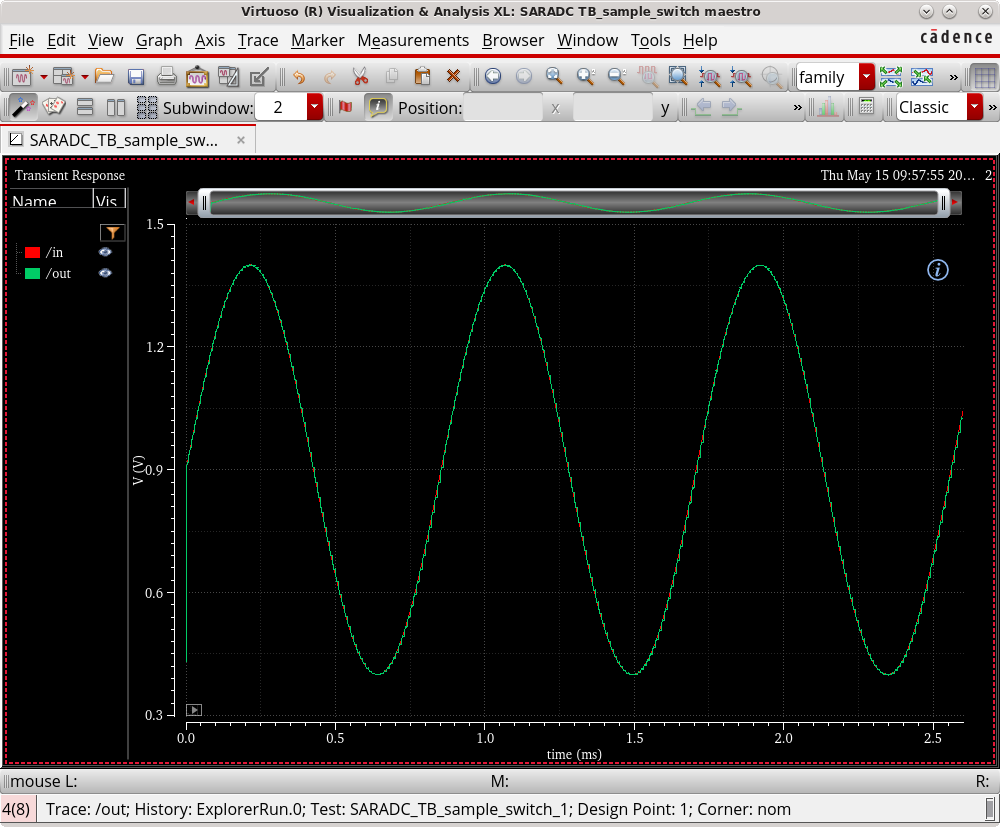 Virtuoso (R) Visualization & Analysis XL: SARADC TB_sample_switch maestro
File Edit View Graph Axis Trace Marker Measurements Browser Window Tools Help
cādence
family
»
Subwindow: 2
Position:
x
y
»
Classic
»
SARADC_TB_sample_sw... ×
Transient Response
Thu May 15 09:57:55 20... 2
Name Vis
/in
/out
V (V)
1.5
1.2
0.9
0.6
0.3
0.0 0.5 1.0 1.5 2.0 2.5
time (ms)
mouse L: M: R:
4(8) Trace: /out; History: ExplorerRun.0; Test: SARADC_TB_sample_switch_1; Design Point: 1; Corner: nom